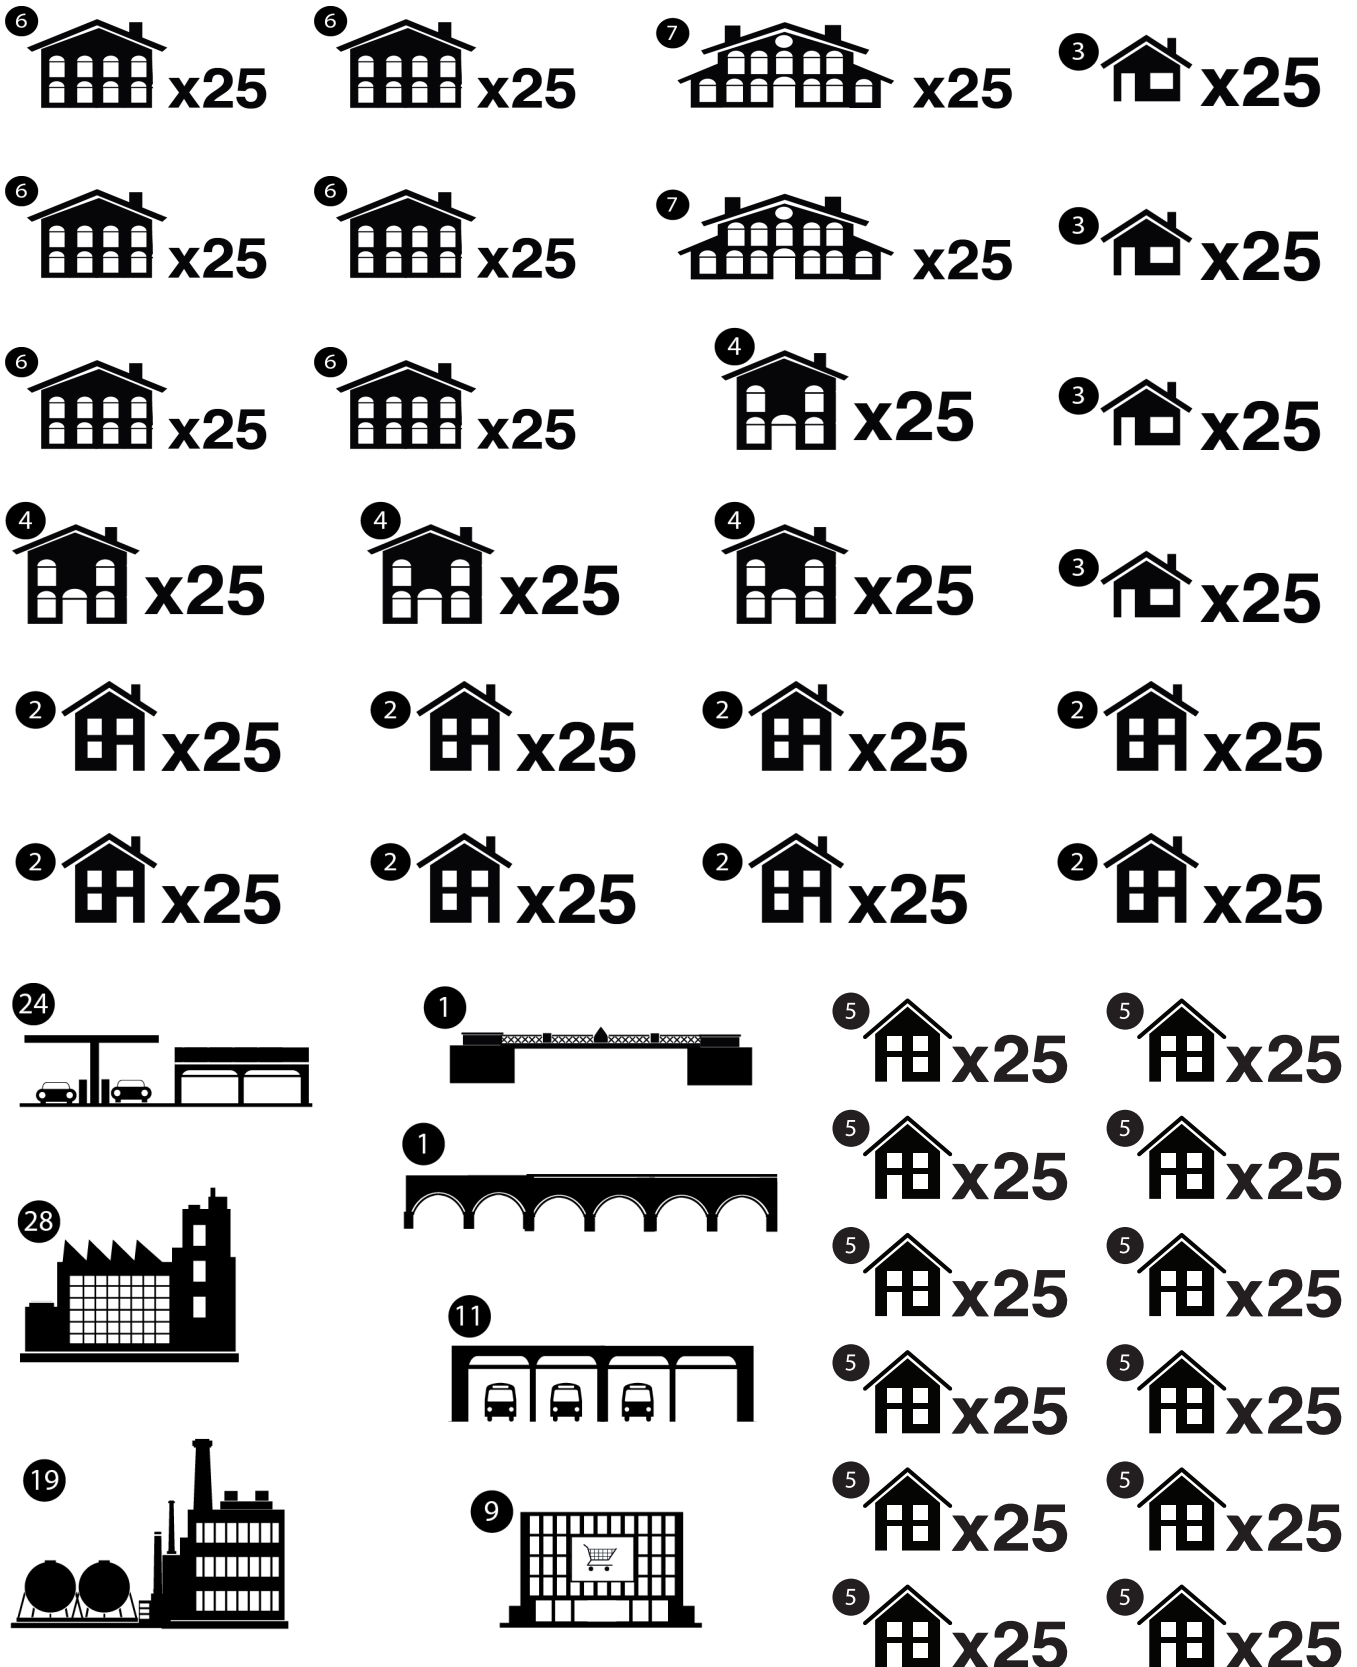 6 x25 6 x25 7 x25 3 x25
6 x25 6 x25 7 x25 3 x25
6 x25 6 x25 4 x25 3 x25
4 x25 4 x25 4 x25 3 x25
2 x25 2 x25 2 x25 2 x25
2 x25 2 x25 2 x25 2 x25
24 1 5 x25 5 x25
1 5 x25 5 x25
28 5 x25 5 x25
11 5 x25 5 x25
19 5 x25 5 x25
9 5 x25 5 x25